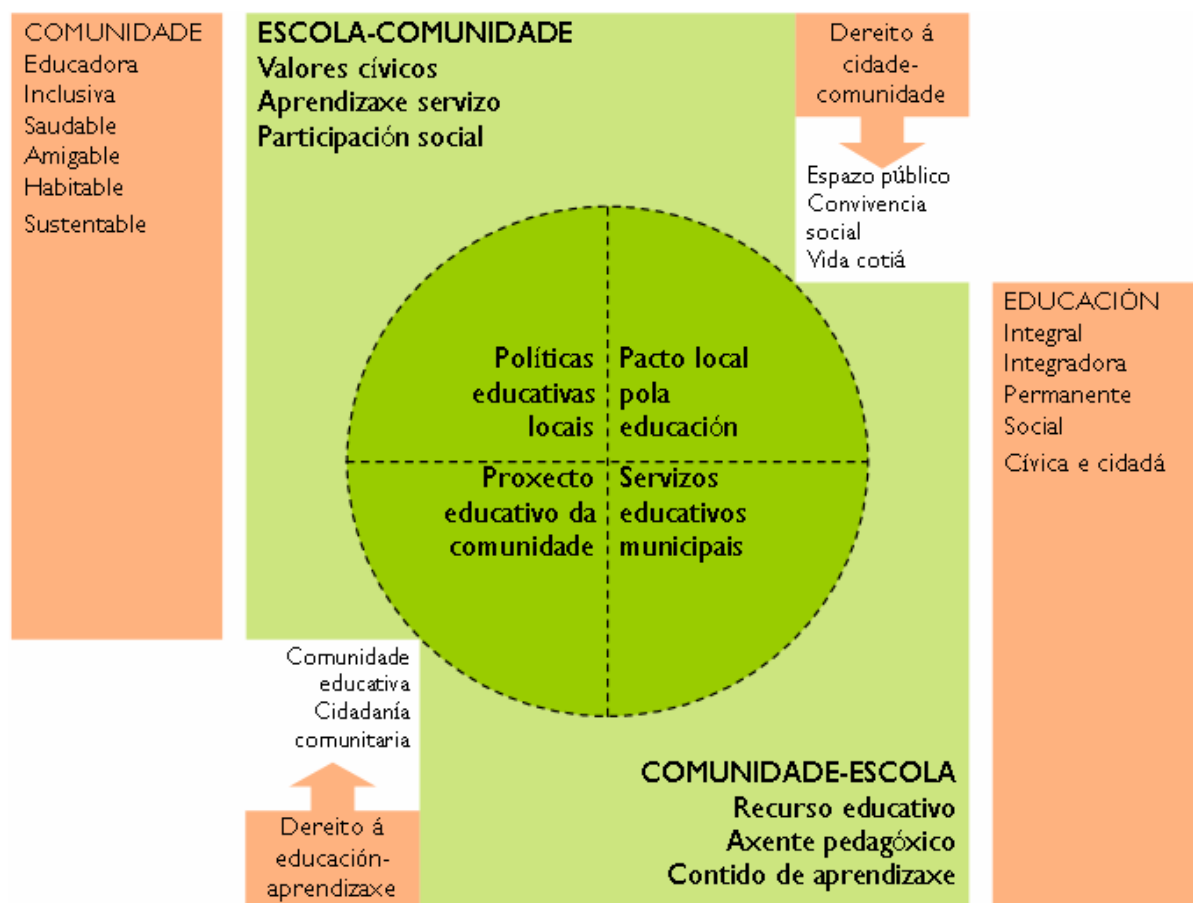 COMUNIDADE
Educadora
Inclusiva
Saudable
Amigable
Habitable
Sustentable
ESCOLA-COMUNIDADE
Valores cívicos
Aprendizaxe servizo
Participación social
Dereito á
cidade-
comunidade
Espazo público
Convivencia
social
Vida cotiá
EDUCACIÓN
Integral
Integradora
Permanente
Social
Cívica e cidadá
Políticas
educativas
locais
Pacto local
pola
educación
Proxecto
educativo da
comunidade
Servizos
educativos
municipais
Comunidade
educativa
Cidadanía
comunitaria
Dereito á
educación-
aprendizaxe
COMUNIDADE-ESCOLA
Recurso educativo
Axente pedagóxico
Contido de aprendizaxe